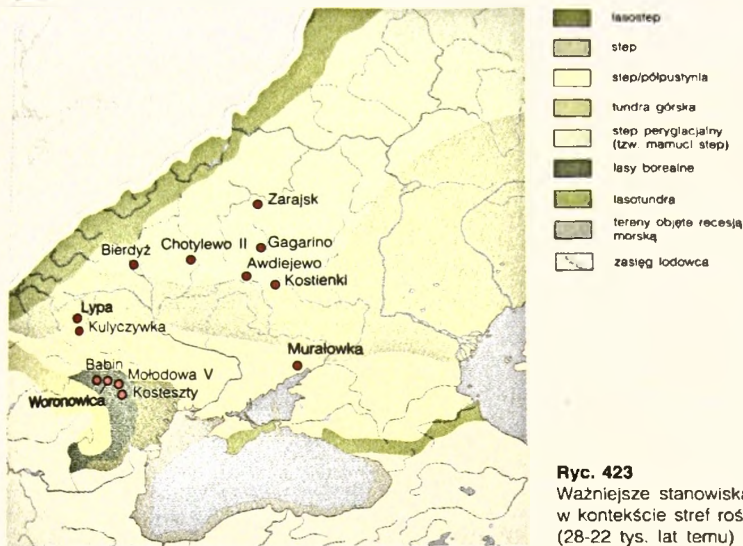 lasostep
step
step/półpustynia
tundra górska
step peryglacjalny
(tzw. mamuci step)
lasy borealne
lasotundra
tereny objęte recesją
morską
zasięg lodowca
Zarajsk
Bierdyż
Chotylewo II
Gagarino
Awdiejewo
Kostienki
Lypa
Kulyczywka
Murałowka
Babin
Mołodowa V
Kosteszty
Woronowica
Ryc. 423
Ważniejsze stanowiska
w kontekście stref roś
(28-22 tys. lat temu)